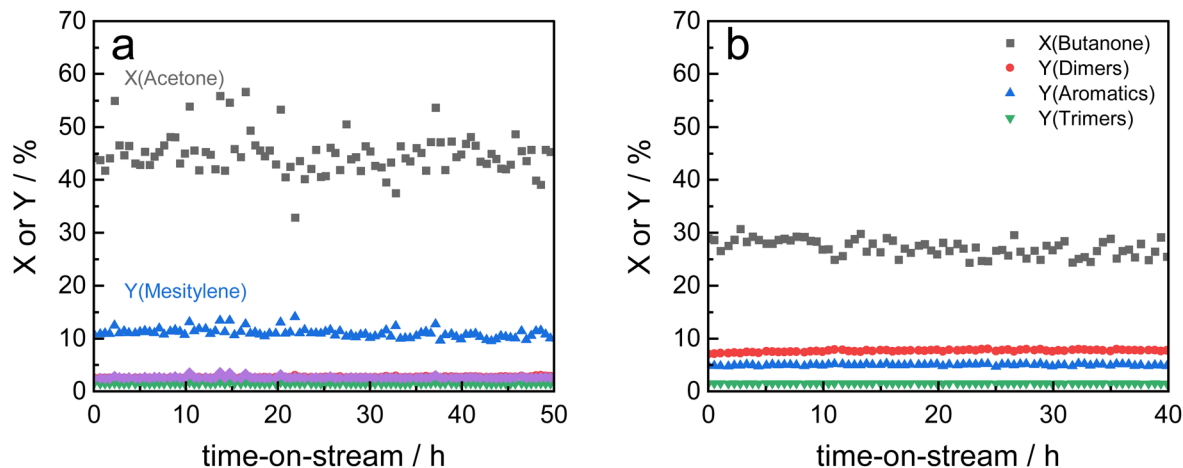 a
X(Acetone)
Y(Mesitylene)
X or Y / %
70
60
50
40
30
20
10
0
0 10 20 30 40 50
time-on-stream / h
b
X(Butanone)
Y(Dimers)
Y(Aromatics)
Y(Trimers)
X or Y / %
70
60
50
40
30
20
10
0
0 10 20 30 40
time-on-stream / h